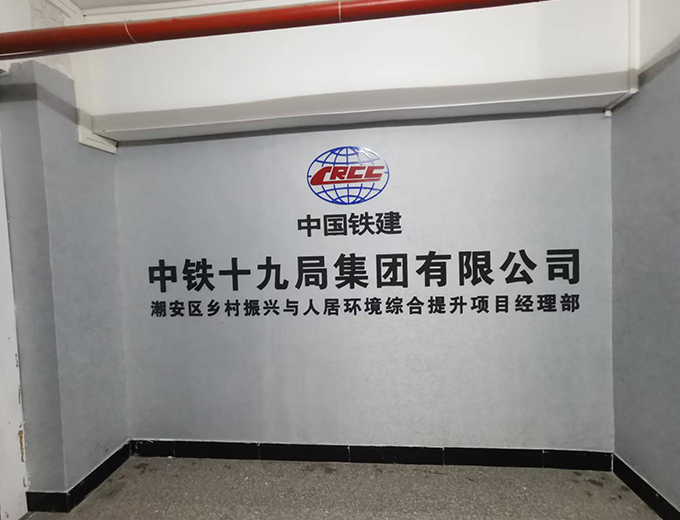 CRCC
中国铁建
中铁十九局集团有限公司
潮安区乡村振兴与人居环境综合提升项目经理部